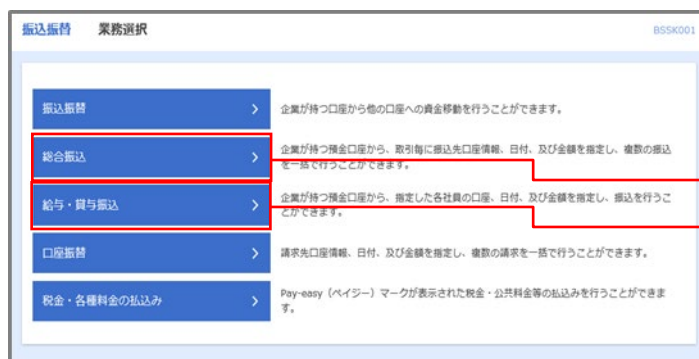 振込振替 業務選択 BSSK001
振込振替 企業が持つ口座から他の口座への資金移動を行うことができます。
総合振込 企業が持つ預金口座から、取引毎に振込先口座情報、日付、及び金額を指定し、複数の振込
を一括で行うことができます。
給与・賞与振込 企業が持つ預金口座から、指定した各社員の口座、日付、及び金額を指定し、振込を行うこ
とができます。
口座振替 請求先口座情報、日付、及び金額を指定し、複数の請求を一括で行うことができます。
税金・各種料金の払込み Pay-easy（ペイジー）マークが表示された税金・公共料金等の払込みを行うことができま
す。